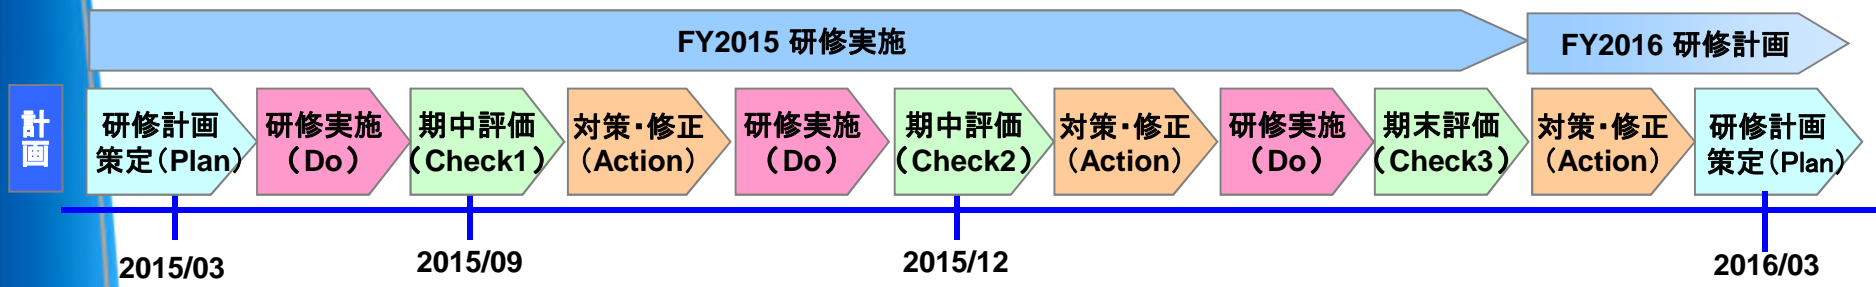 FY2015 研修実施
FY2016 研修計画
計画
研修計画
策定（Plan）
研修実施
（Do）
期中評価
（Check1）
対策・修正
（Action）
研修実施
（Do）
期中評価
（Check2）
対策・修正
（Action）
研修実施
（Do）
期末評価
（Check3）
対策・修正
（Action）
研修計画
策定（Plan）
2015/03
2015/09
2015/12
2016/03